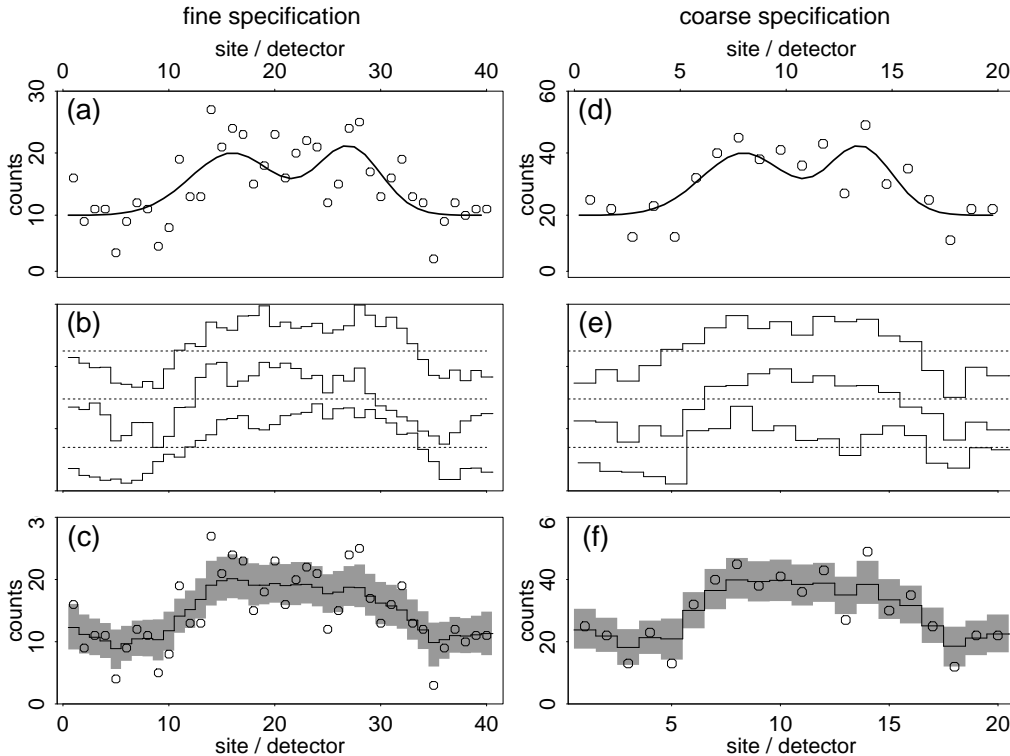 fine specification
coarse specification
site / detector
site / detector
0 10 20 30 40
0 5 10 15 20
(a)
counts
30
20
10
0
(d)
counts
60
40
20
0
(b)
(e)
(c)
counts
3
20
10
0
(f)
counts
6
40
20
0
0 10 20 30 40
5 10 15 20
site / detector
site / detector